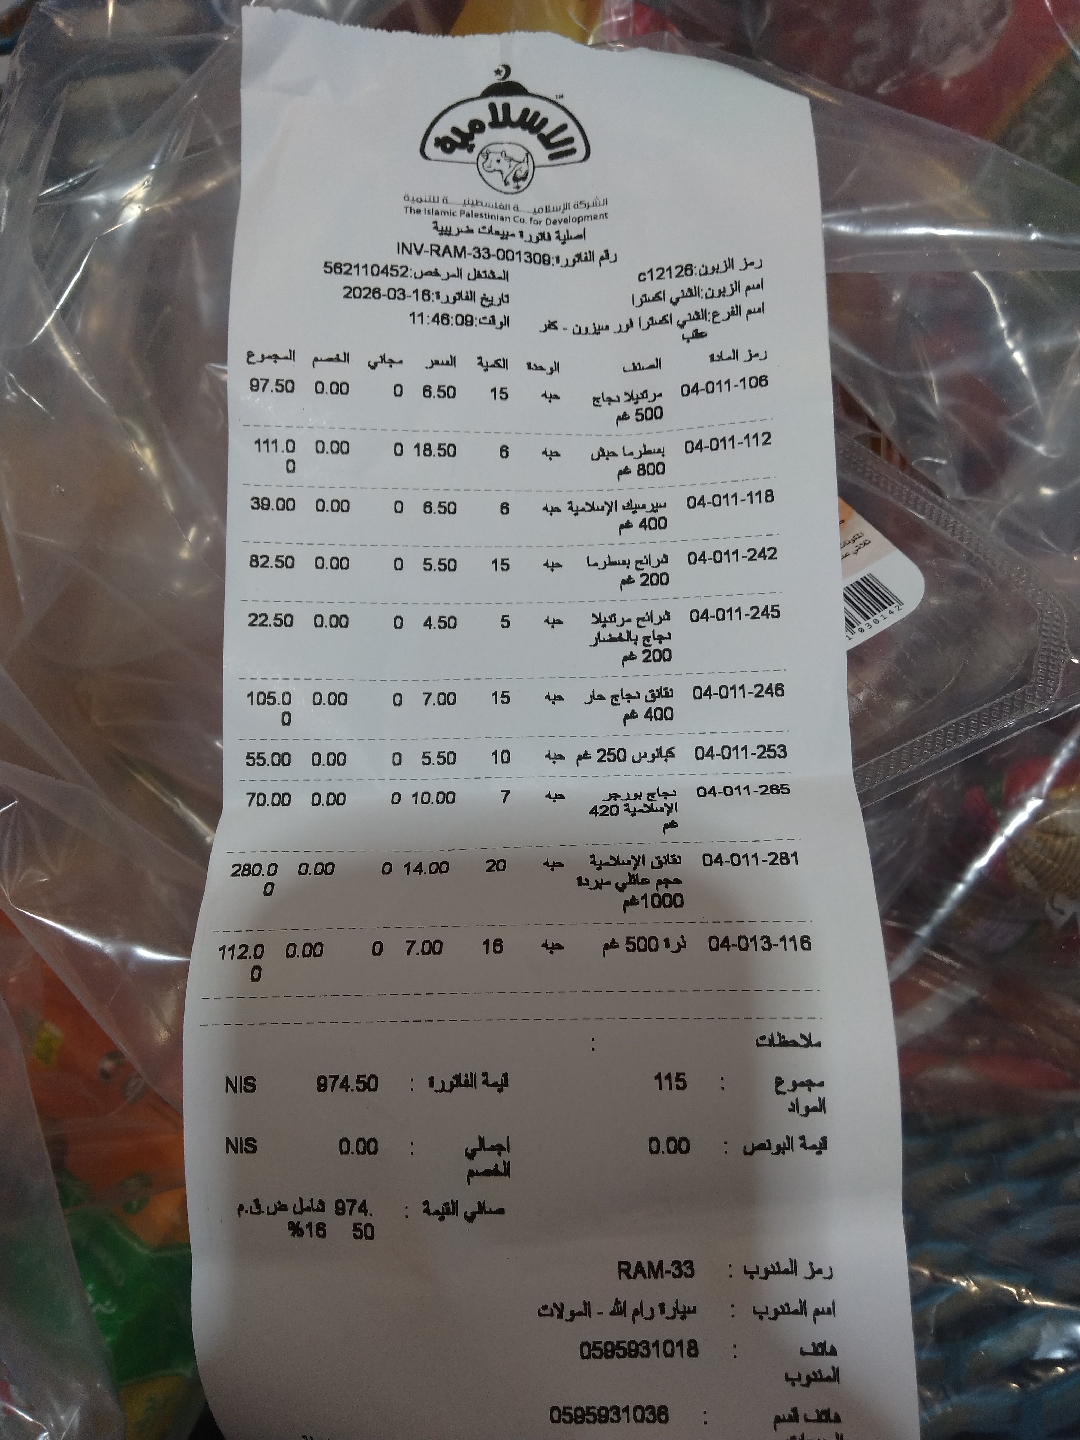 الإسلامية
الشركة الإسلامية الفلسطينية للتنمية
The Islamic Palestinian Co. for Development
اصلية فاتورة مبيعات ضريبية
رقم الفاتورة:INV-RAM-33-001309
رمز الزبون:c12126
المشتغل المرخص:562110452
اسم الزبون:الشني اكسترا
تاريخ الفاتورة:2026-03-16
اسم الفرع:الشني اكسترا فور سيزون - كفر عقب
الوقت:11:46:09
رمز المادة الصنف الوحدة الكمية السعر مجاني الخصم المجموع
04-011-106 مرتديلا دجاج حبه 15 6.50 0 0.00 97.50
500 غم
04-011-112 بسطرما حبش حبه 6 18.50 0 0.00 111.00
800 غم
04-011-118 سيرسيك الإسلامية حبه 6 6.50 0 0.00 39.00
400 غم
04-011-242 شرائح بسطرما حبه 15 5.50 0 0.00 82.50
200 غم
04-011-245 شرائح مرتديلا حبه 5 4.50 0 0.00 22.50
دجاج بالخضار
200 غم
04-011-246 نقانق دجاج حار حبه 15 7.00 0 0.00 105.00
400 غم
04-011-253 كبانوس 250 غم حبه 10 5.50 0 0.00 55.00
04-011-265 دجاج بورجر حبه 7 10.00 0 0.00 70.00
الإسلامية 420
غم
04-011-281 نقانق الإسلامية حبه 20 14.00 0 0.00 280.00
حجم عائلي مبردة
1000غم
04-013-116 ذرة 500 غم حبه 16 7.00 0 0.00 112.00
ملاحظات :
مجموع المواد : 115
قيمة الفاتورة : 974.50 NIS
قيمة البونص : 0.00
اجمالي الخصم : 0.00 NIS
صافي القيمة : 974.50 شامل ض.ق.م 16%
رمز المندوب : RAM-33
اسم المندوب : سيارة رام الله - المولات
هاتف المندوب : 0595931018
هاتف قسم : 0595931036